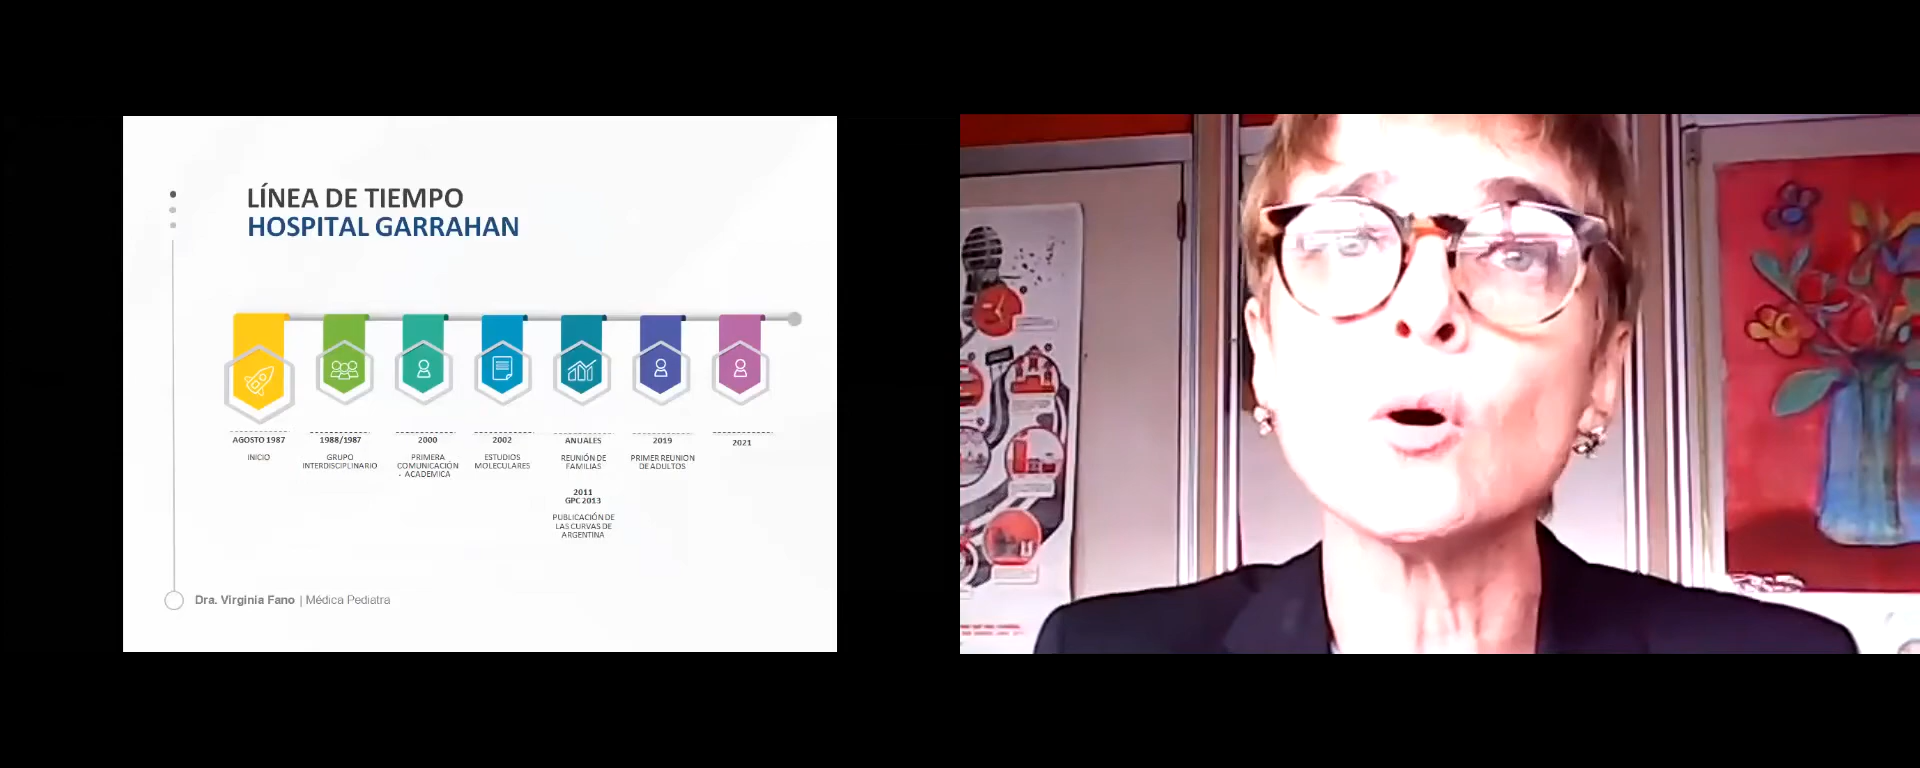 LÍNEA DE TIEMPO
HOSPITAL GARRAHAN
AGOSTO 1987
INICIO
1988/1987
GRUPO
INTERDISCIPLINARIO
2000
PRIMERA
COMUNICACIÓN
- ACADEMICA
2002
ESTUDIOS
MOLECULARES
ANUALES
REUNIÓN DE
FAMILIAS
2011
GPC 2013
PUBLICACIÓN DE
LAS CURVAS DE
ARGENTINA
2019
PRIMER REUNION
DE ADULTOS
2021
Dra. Virginia Fano | Médica Pediatra